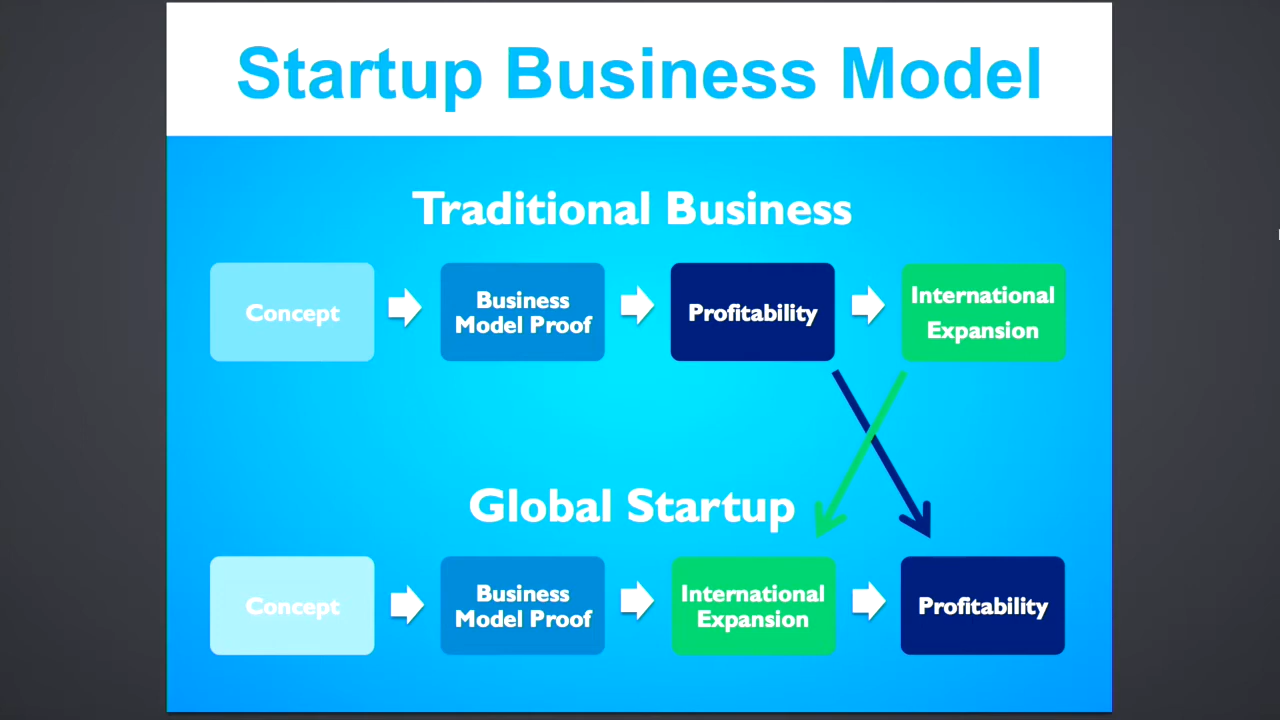 Startup Business Model
Traditional Business
Concept
Business
Model Proof
Profitability
International
Expansion
Global Startup
Concept
Business
Model Proof
International
Expansion
Profitability